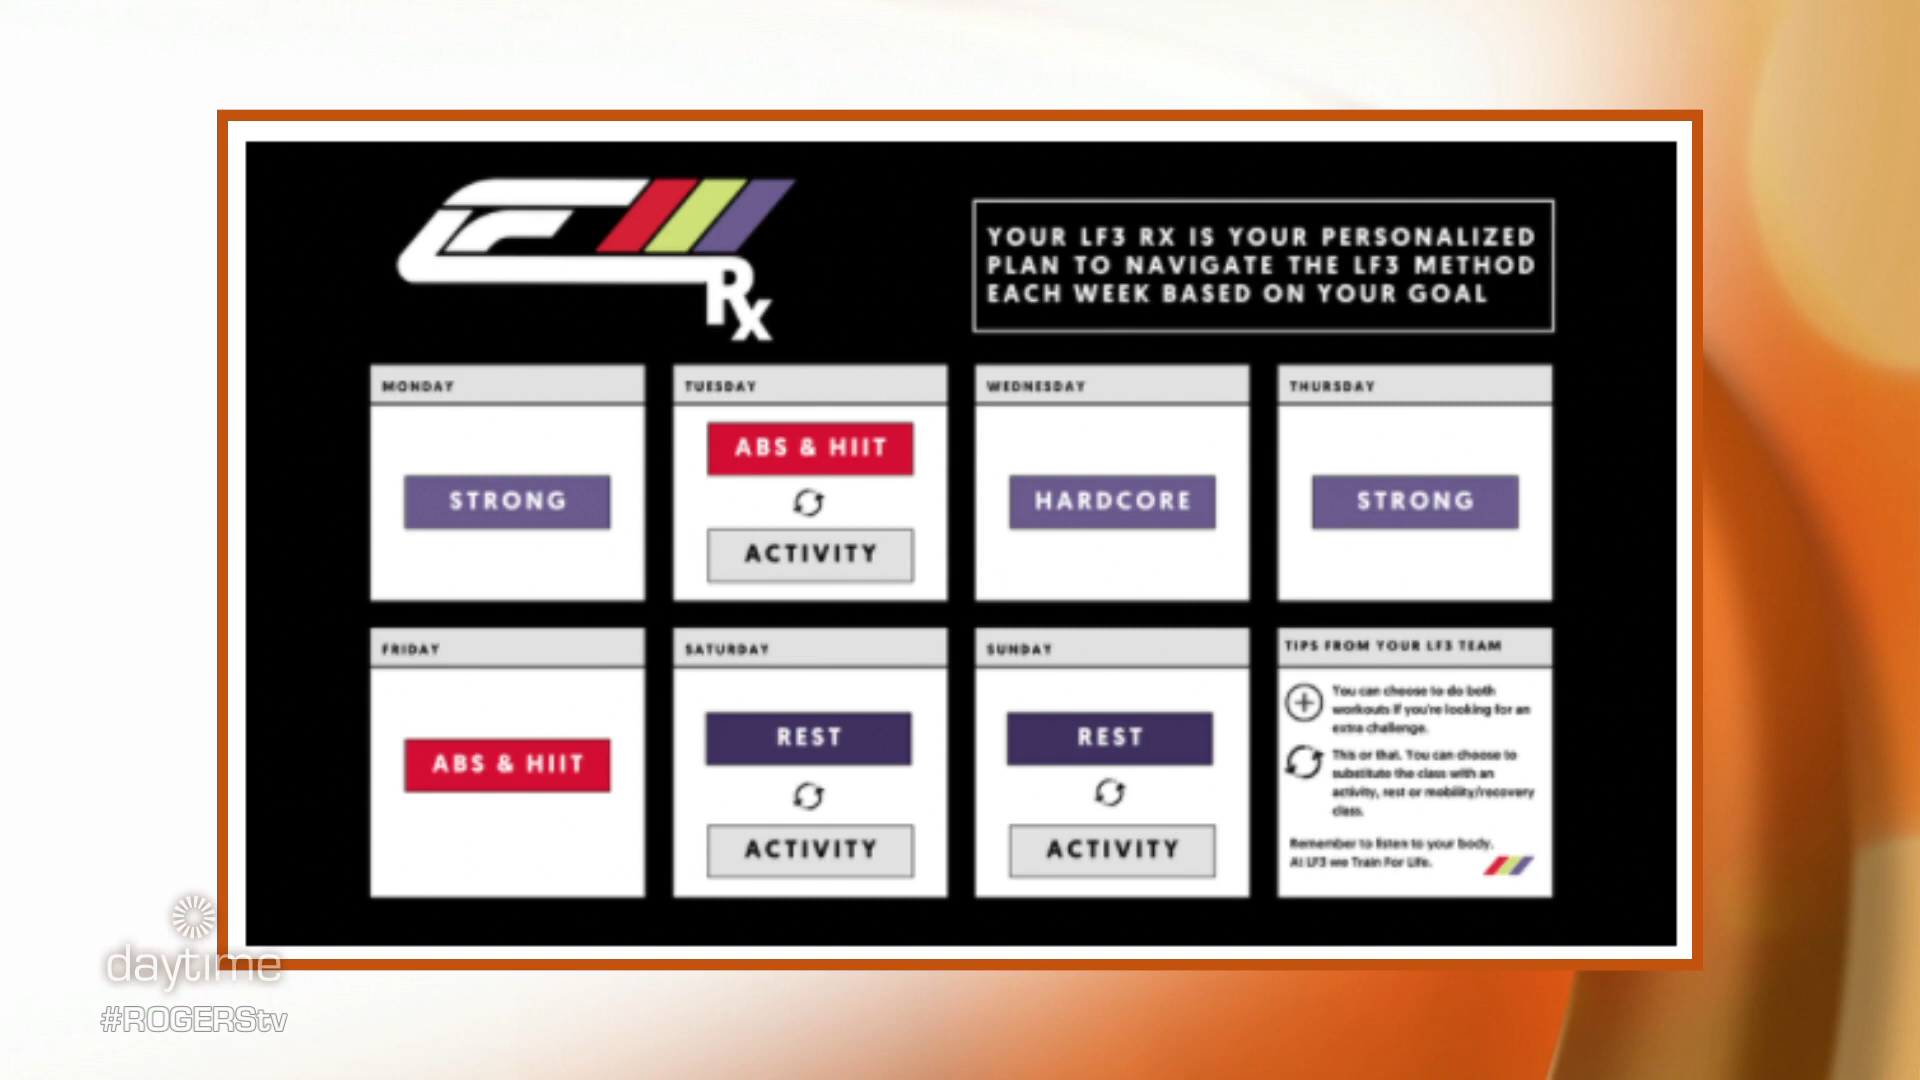 Rx
YOUR LF3 RX IS YOUR PERSONALIZED
PLAN TO NAVIGATE THE LF3 METHOD
EACH WEEK BASED ON YOUR GOAL
MONDAY
STRONG
TUESDAY
ABS & HIIT
ACTIVITY
WEDNESDAY
HARDCORE
THURSDAY
STRONG
FRIDAY
ABS & HIIT
SATURDAY
REST
ACTIVITY
SUNDAY
REST
ACTIVITY
TIPS FROM YOUR LF3 TEAM
You can choose to do both
workouts if you're looking for an
extra challenge.
This or that. You can choose to
substitute the class with an
activity, rest or mobility/recovery
class.
Remember to listen to your body.
At LF3 we Train For Life.
daytime
#ROGERStv